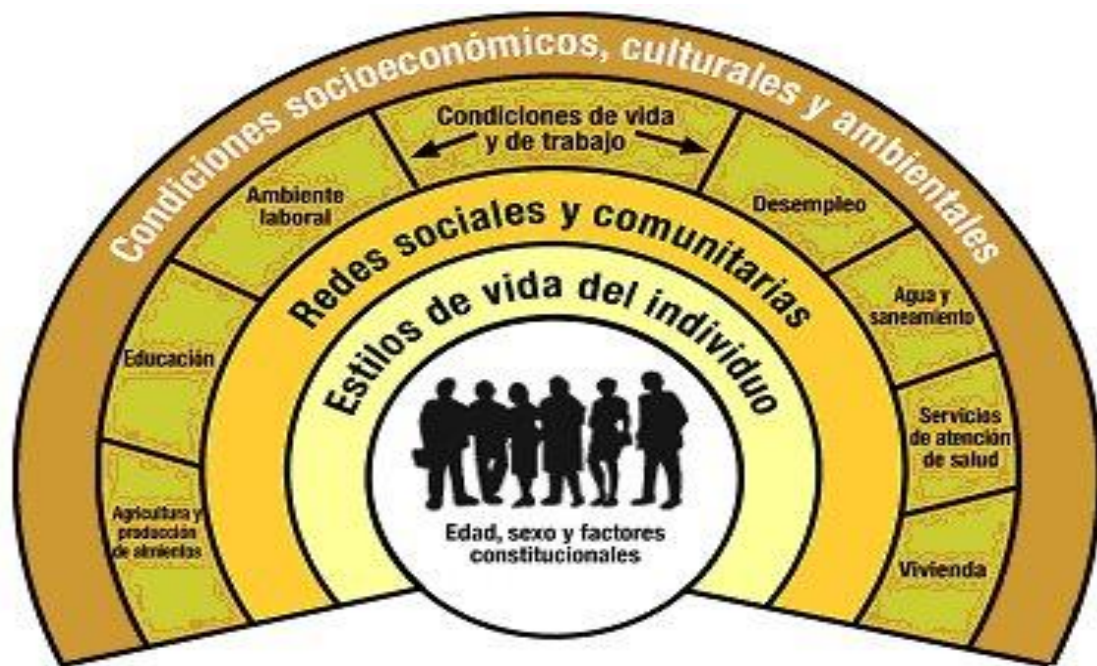 Condiciones socioeconómicos, culturales y ambientales
Condiciones de vida
y de trabajo
Ambiente
laboral
Desempleo
Educación
Agua y
saneamiento
Agricultura y
producción
de alimentos
Servicios
de atención
de salud
Vivienda
Redes sociales y comunitarias
Estilos de vida del individuo
Edad, sexo y factores
constitucionales